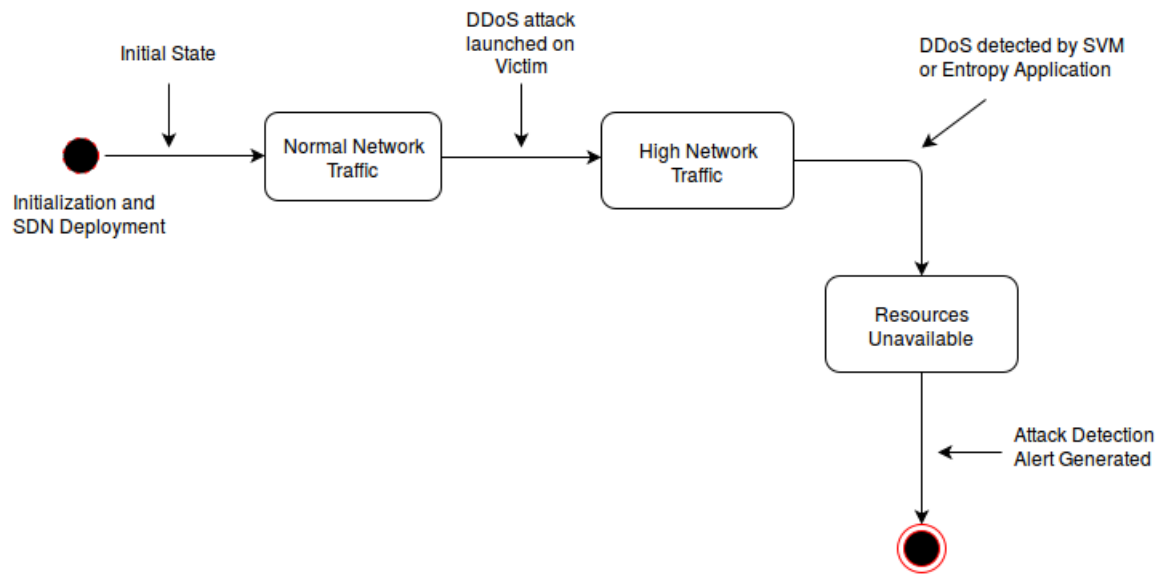 Initial State
DDoS attack
launched on
Victim
DDoS detected by SVM
or Entropy Application
Normal Network
Traffic
High Network
Traffic
Initialization and
SDN Deployment
Resources
Unavailable
Attack Detection
Alert Generated